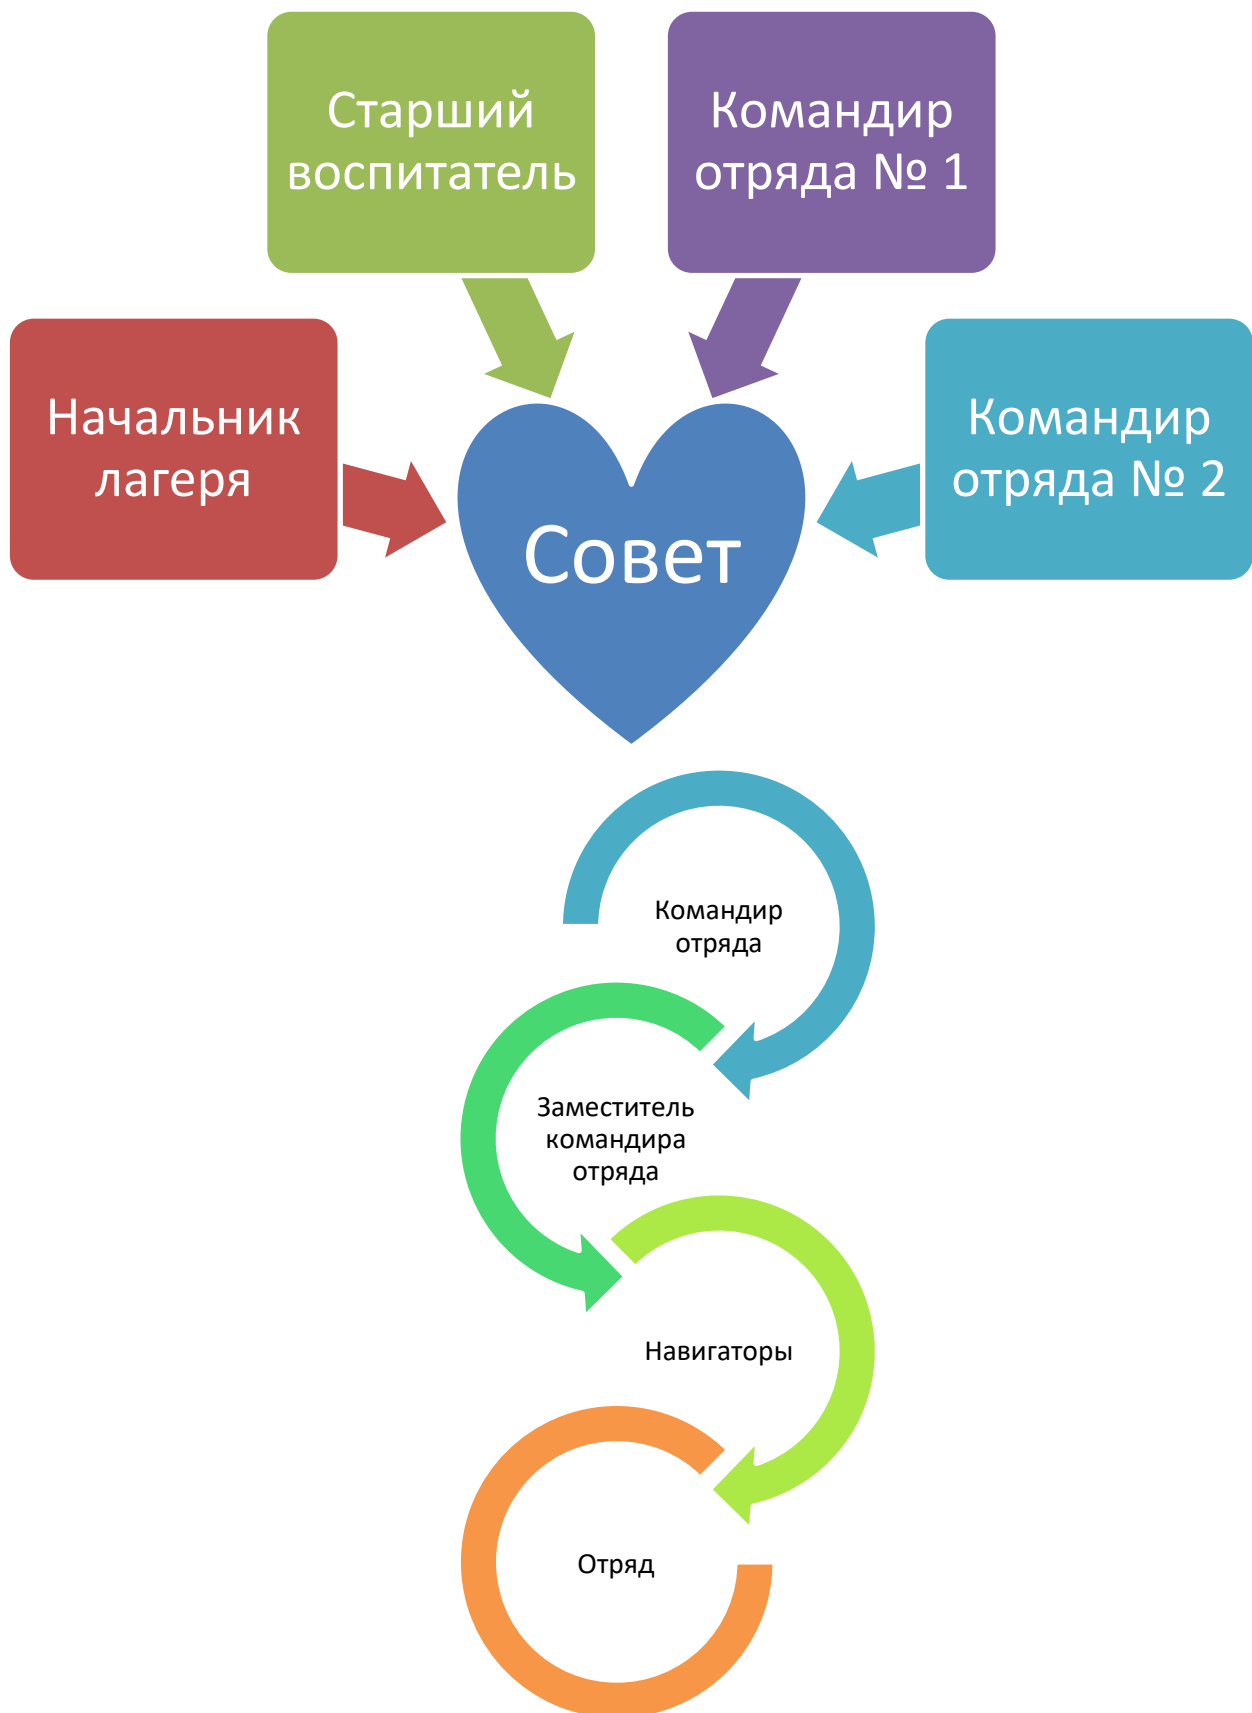 Старший
воспитатель
Командир
отряда № 1
Начальник
лагеря
Командир
отряда № 2
Совет
Командир
отряда
Заместитель
командира
отряда
Навигаторы
Отряд